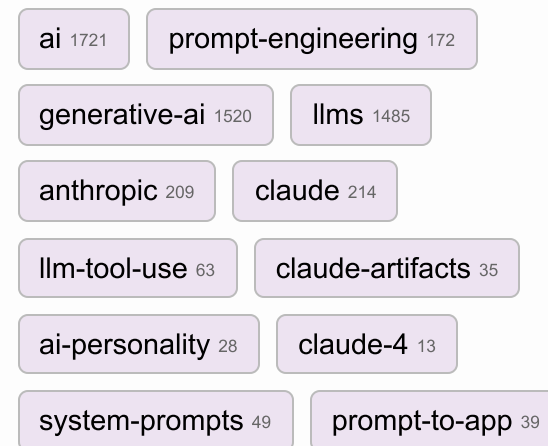 ai 1721 prompt-engineering 172
generative-ai 1520 llms 1485
anthropic 209 claude 214
llm-tool-use 63 claude-artifacts 35
ai-personality 28 claude-4 13
system-prompts 49 prompt-to-app 39